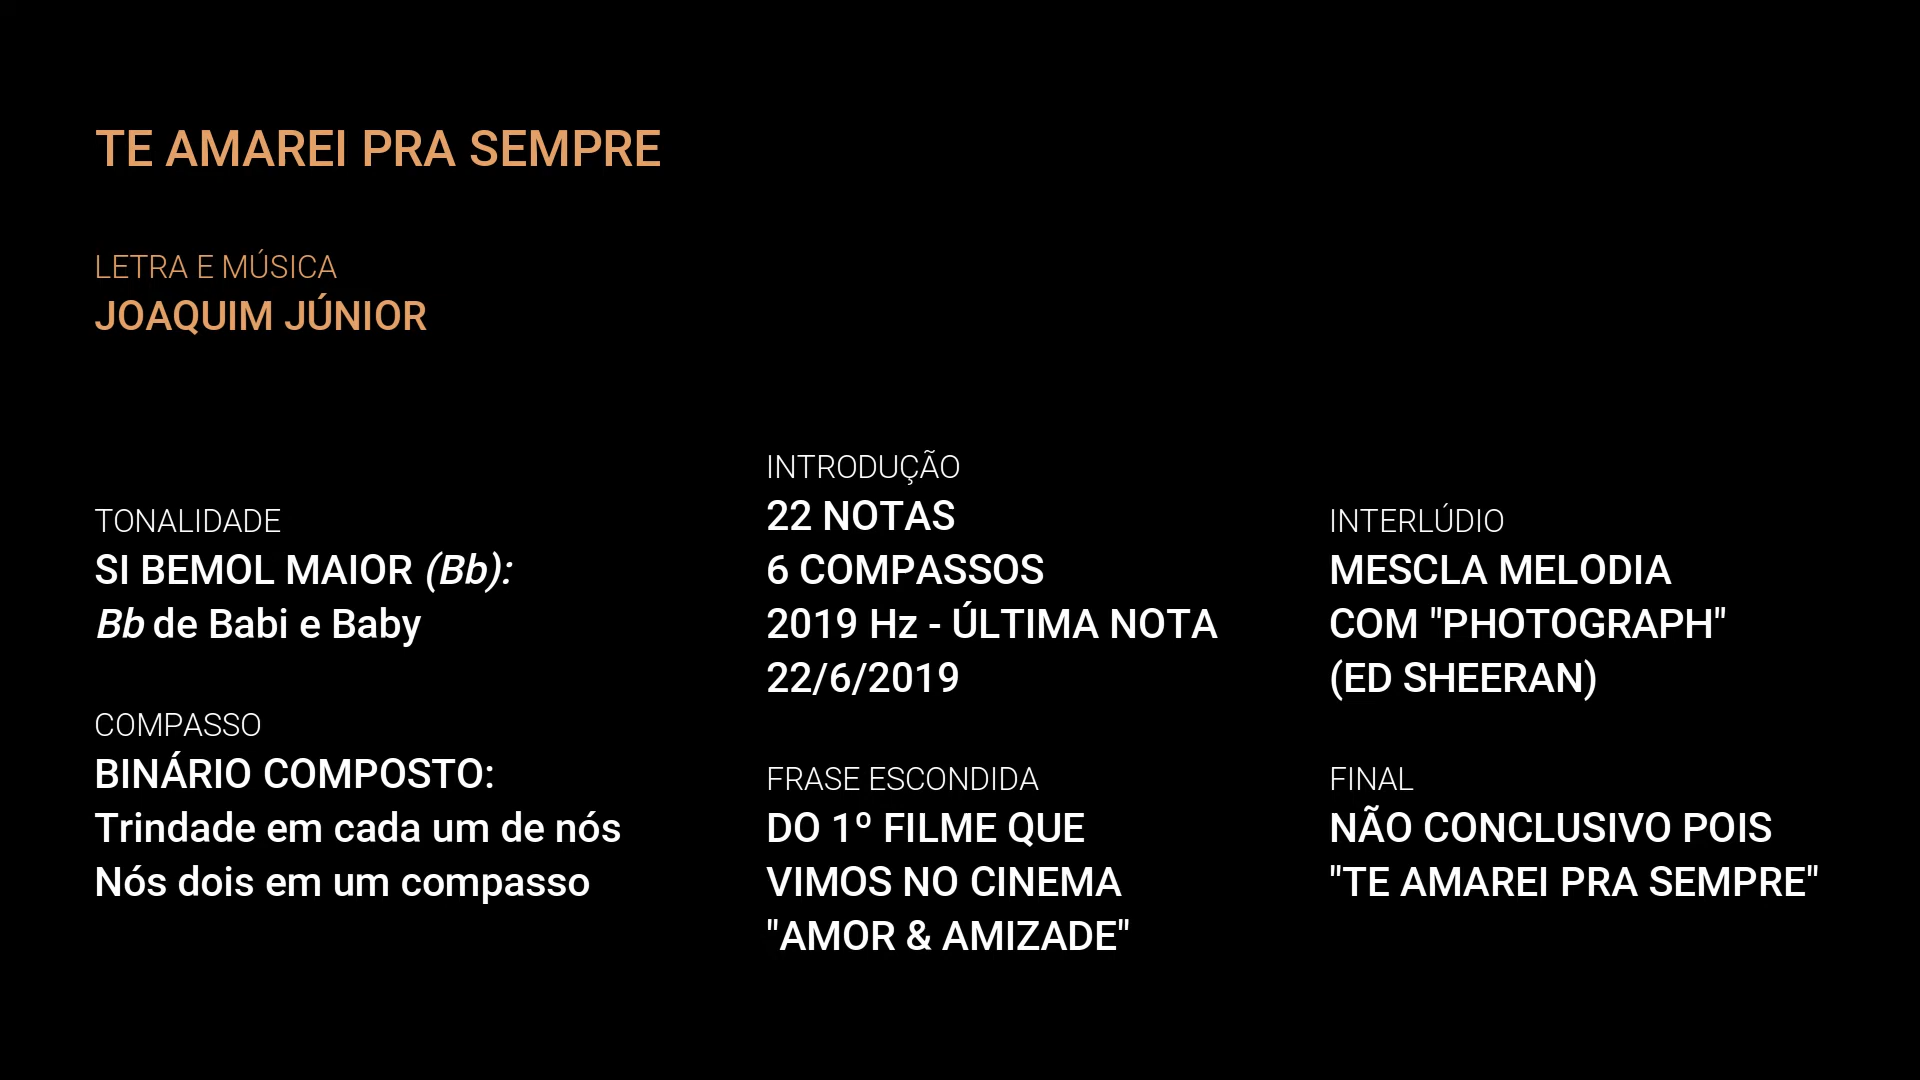 TE AMAREI PRA SEMPRE
LETRA E MÚSICA
JOAQUIM JÚNIOR
TONALIDADE
SI BEMOL MAIOR (Bb):
Bb de Babi e Baby
COMPASSO
BINÁRIO COMPOSTO:
Trindade em cada um de nós
Nós dois em um compasso
INTRODUÇÃO
22 NOTAS
6 COMPASSOS
2019 Hz - ÚLTIMA NOTA
22/6/2019
FRASE ESCONDIDA
DO 1º FILME QUE
VIMOS NO CINEMA
"AMOR & AMIZADE"
INTERLÚDIO
MESCLA MELODIA
COM "PHOTOGRAPH"
(ED SHEERAN)
FINAL
NÃO CONCLUSIVO POIS
"TE AMAREI PRA SEMPRE"